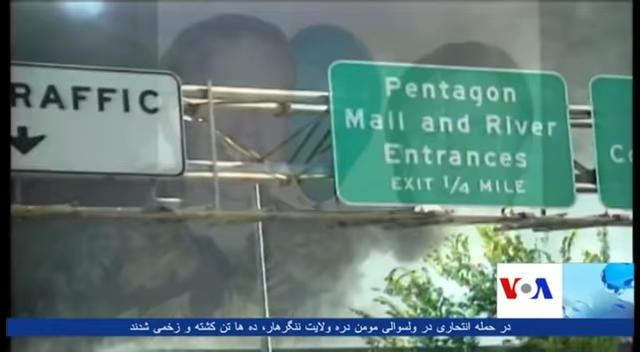 RAFFIC
Pentagon
Mall and River
Entrances
EXIT 1/4 MILE
VOA
در حمله انتحاری در ولسوالی مومن دره ولایت ننگرهار، ده ها تن کشته و زخمی شدند